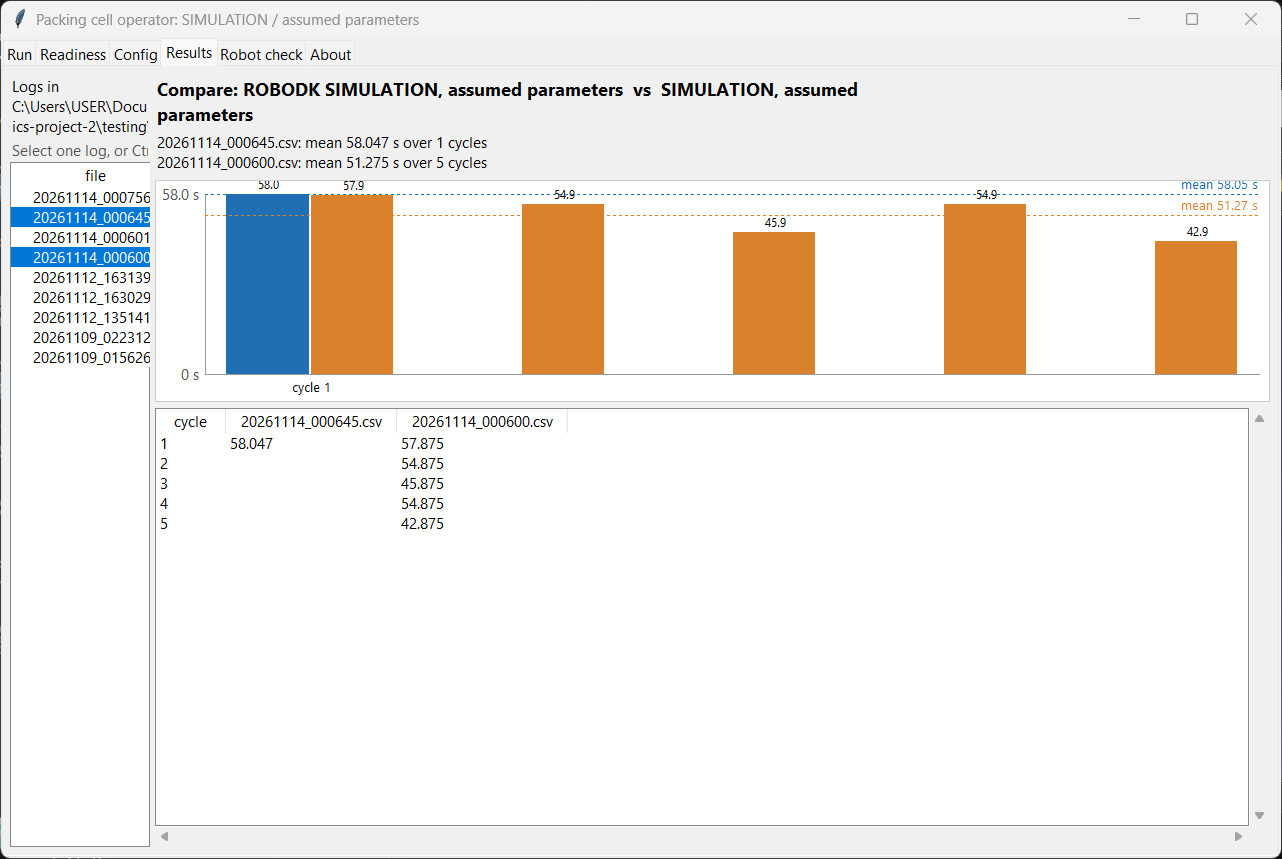 Packing cell operator: SIMULATION / assumed parameters
Run Readiness Config Results Robot check About
Logs in
C:\Users\USER\Docu
ics-project-2\testing\
Select one log, or Ctr
file
20261114_000756
20261114_000645
20261114_000601
20261114_000600
20261112_163139
20261112_163029
20261112_135141
20261109_022312
20261109_015626
Compare: ROBODK SIMULATION, assumed parameters vs SIMULATION, assumed
parameters
20261114_000645.csv: mean 58.047 s over 1 cycles
20261114_000600.csv: mean 51.275 s over 5 cycles
58.0 s
58.0
57.9
54.9
45.9
54.9
42.9
mean 58.05 s
mean 51.27 s
0 s
cycle 1
cycle 20261114_000645.csv 20261114_000600.csv
1 58.047 57.875
2 54.875
3 45.875
4 54.875
5 42.875